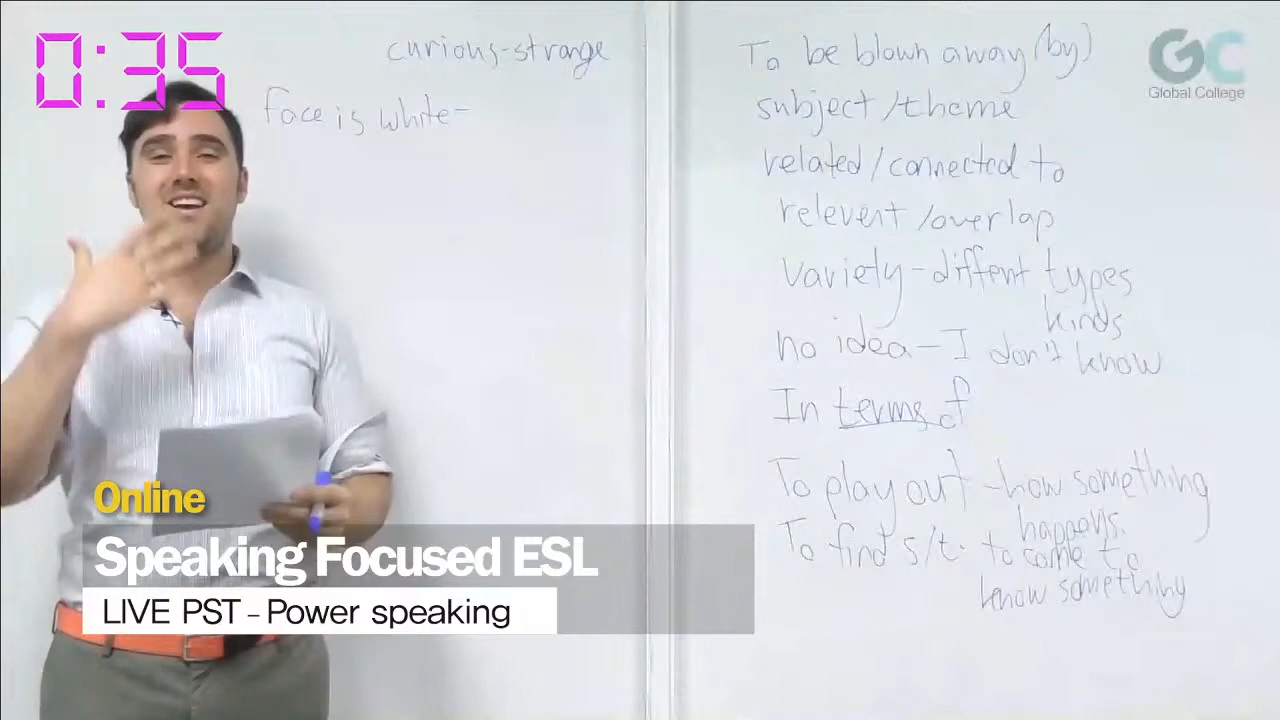 0:35
curious-strange
face is white-
To be blown away (by)
subject/theme
related/connected to
relevent/overlap
variety-diffent types
kinds
no idea-I don't know
In terms of
To play out -how something
happens.
To find s/t. to come to
know something
GC
Global College
Online
Speaking Focused ESL
LIVE PST - Power speaking